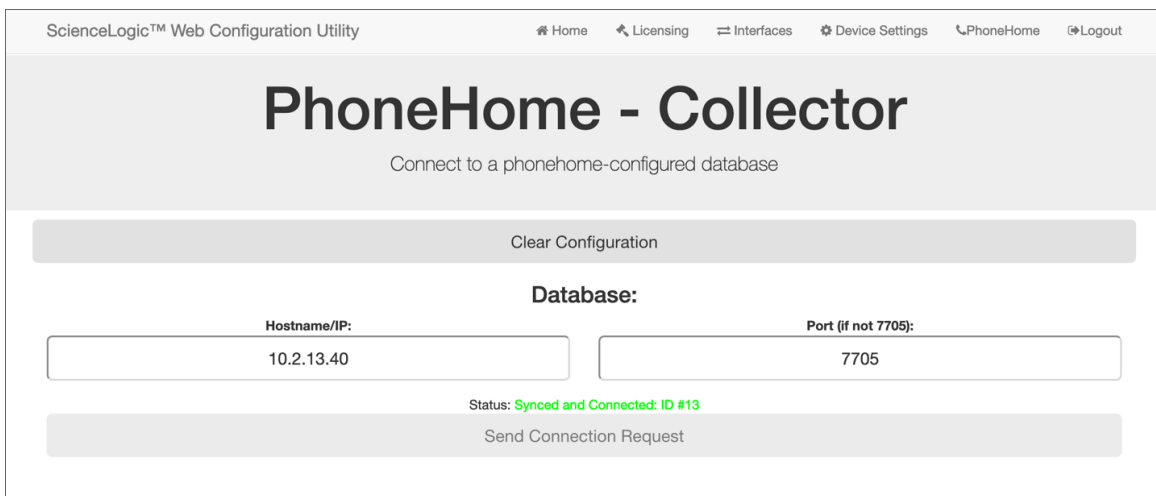 ScienceLogic™ Web Configuration Utility Home Licensing Interfaces Device Settings PhoneHome Logout
PhoneHome - Collector
Connect to a phonehome-configured database
Clear Configuration
Database:
Hostname/IP: Port (if not 7705):
10.2.13.40 7705
Status: Synced and Connected: ID #13
Send Connection Request